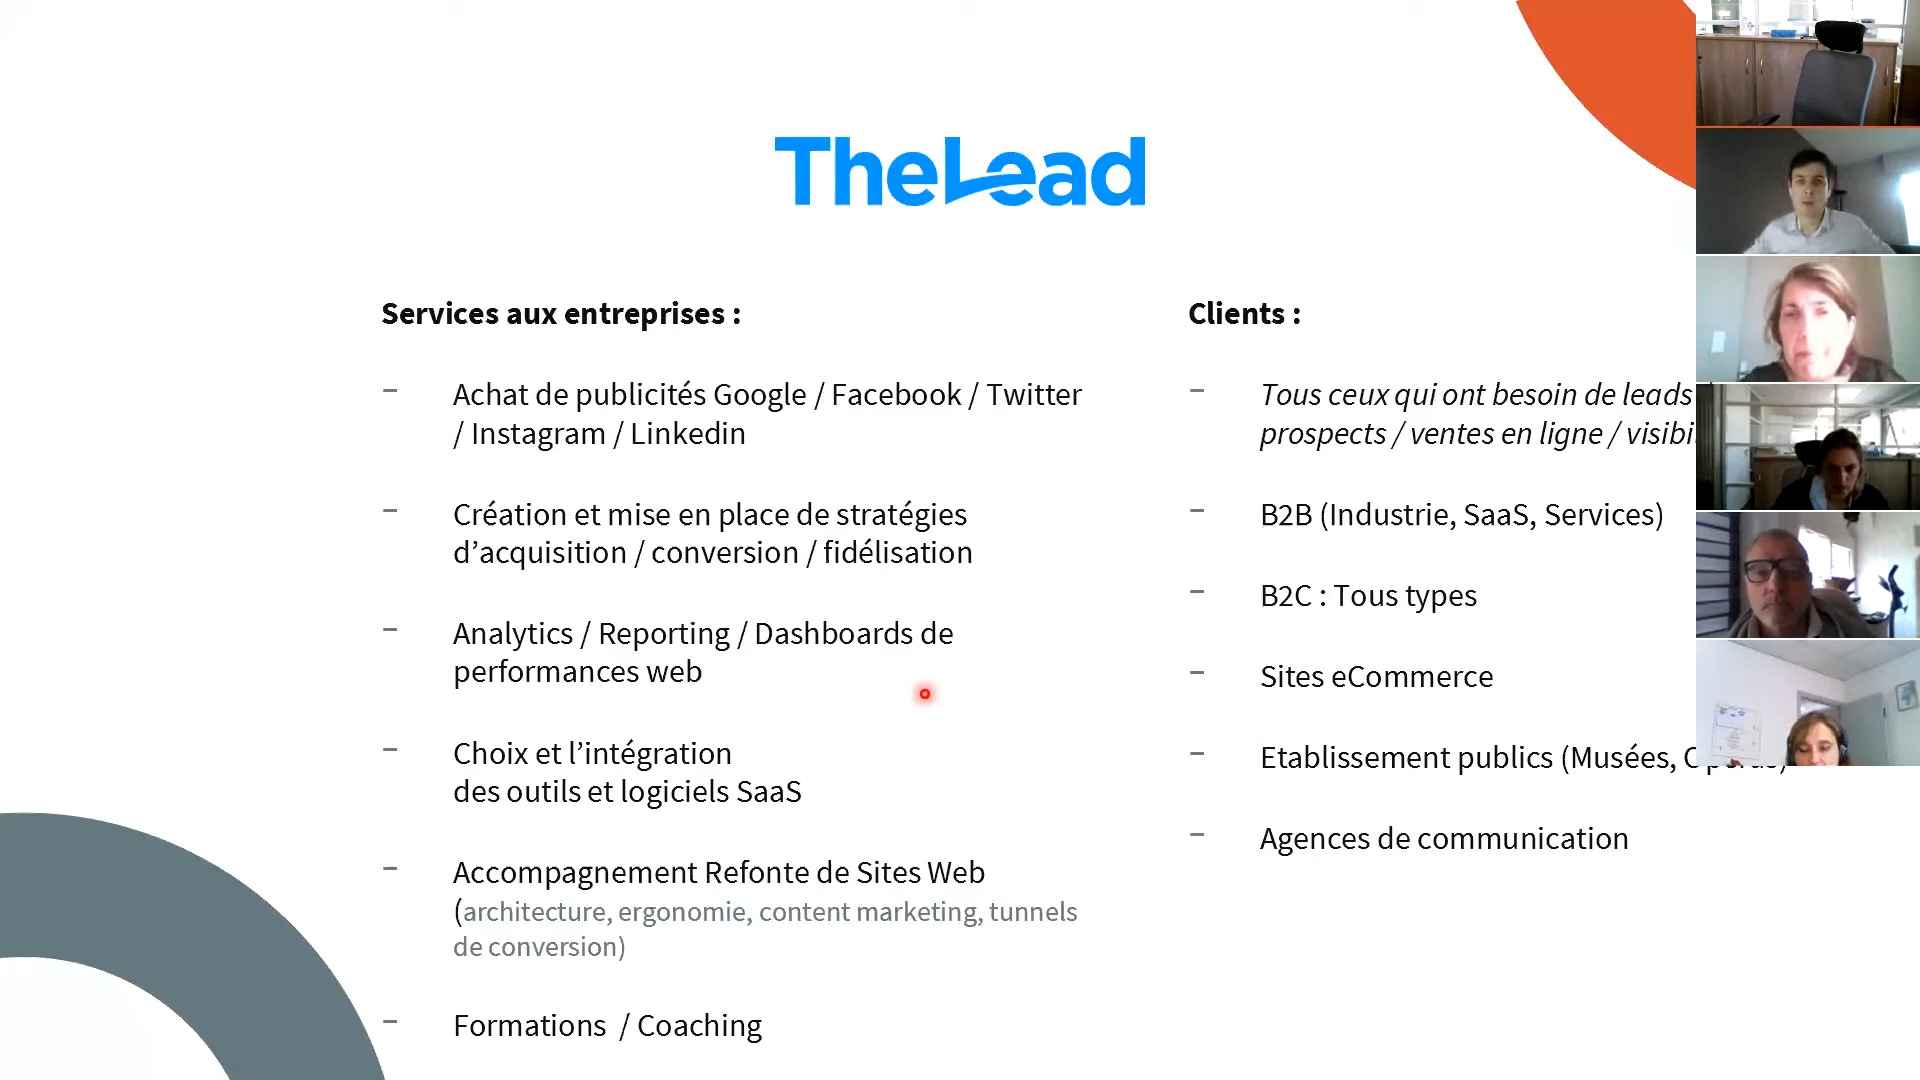 TheLead
Services aux entreprises :
– Achat de publicités Google / Facebook / Twitter
/ Instagram / Linkedin
– Création et mise en place de stratégies
d’acquisition / conversion / fidélisation
– Analytics / Reporting / Dashboards de
performances web
– Choix et l’intégration
des outils et logiciels SaaS
– Accompagnement Refonte de Sites Web
(architecture, ergonomie, content marketing, tunnels
de conversion)
– Formations / Coaching
Clients :
– Tous ceux qui ont besoin de leads /
prospects / ventes en ligne /
– B2B (Industrie, SaaS, Services)
– B2C : Tous types
– Sites eCommerce
– Etablissement publics (Musées,
– Agences de communication